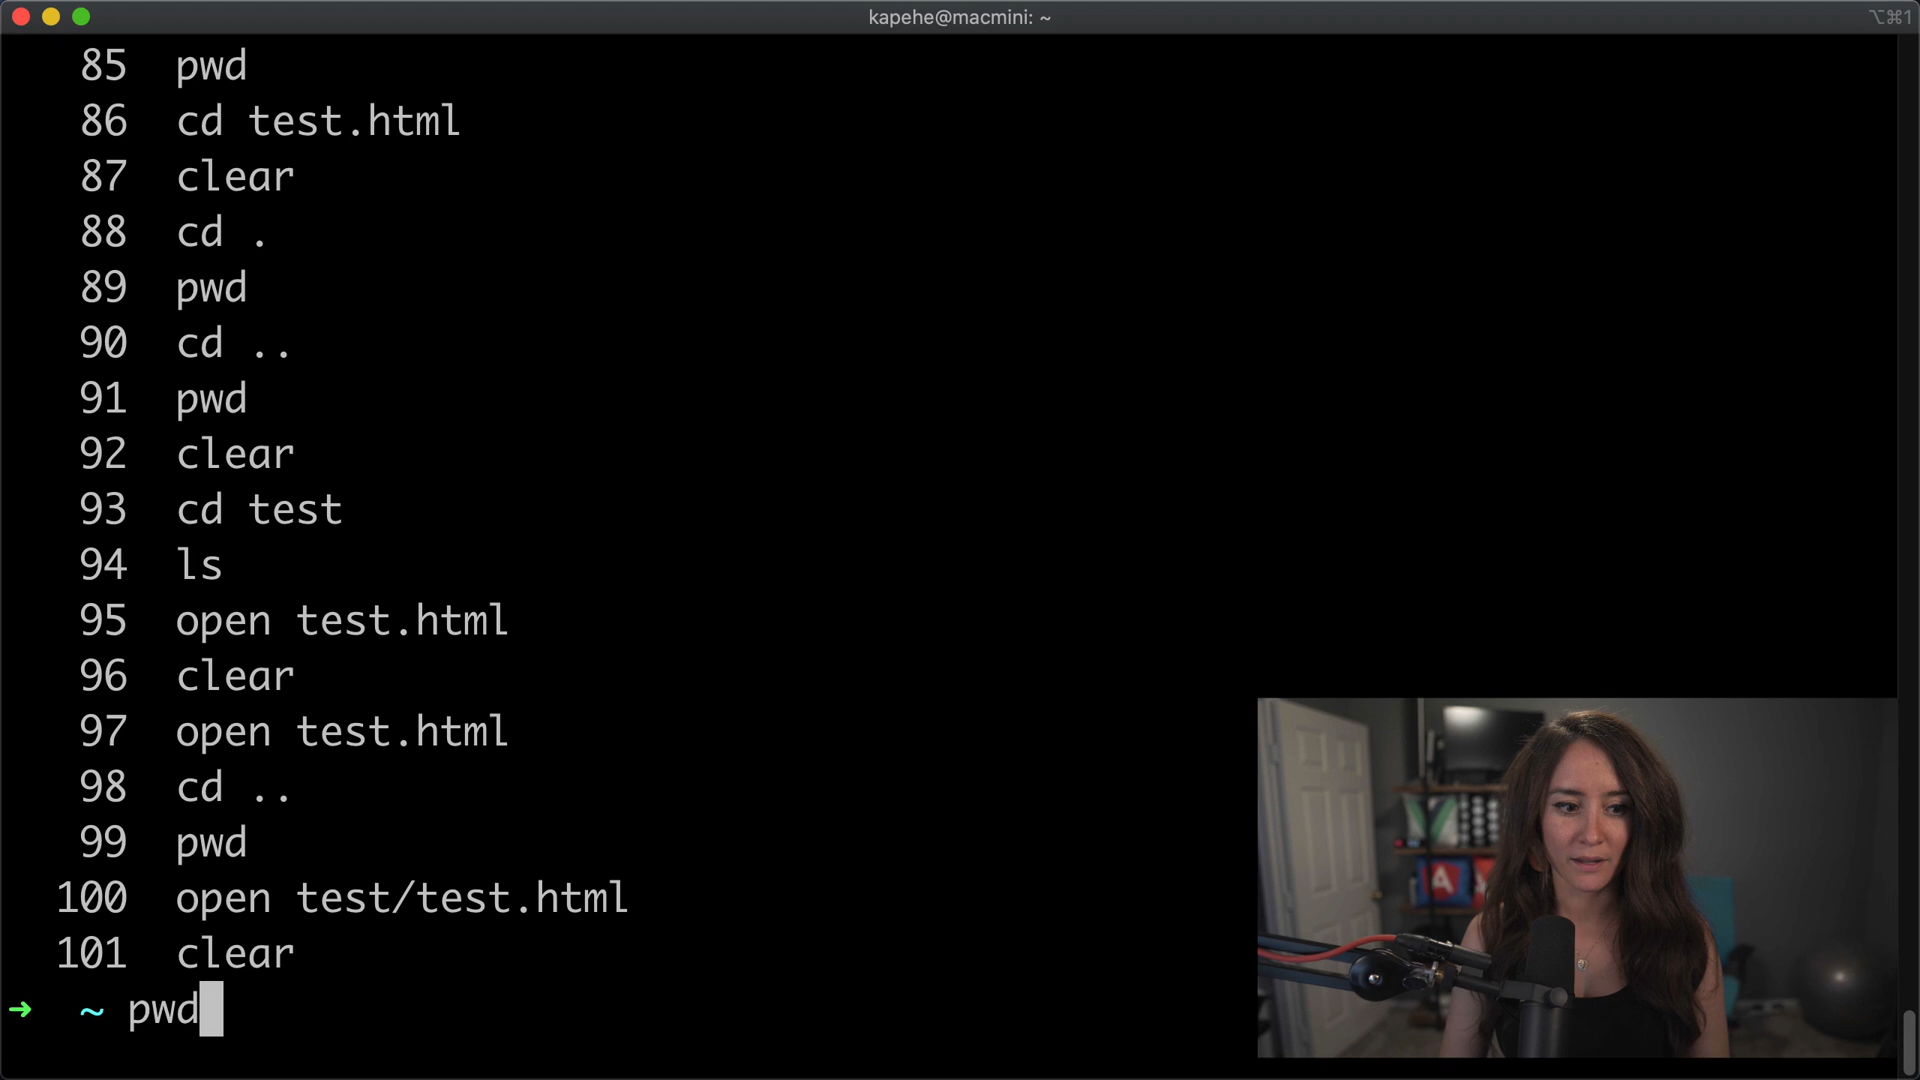 kapehe@macmini: ~
⌥⌘1
85 pwd
86 cd test.html
87 clear
88 cd .
89 pwd
90 cd ..
91 pwd
92 clear
93 cd test
94 ls
95 open test.html
96 clear
97 open test.html
98 cd ..
99 pwd
100 open test/test.html
101 clear
➜ ~ pwd
A